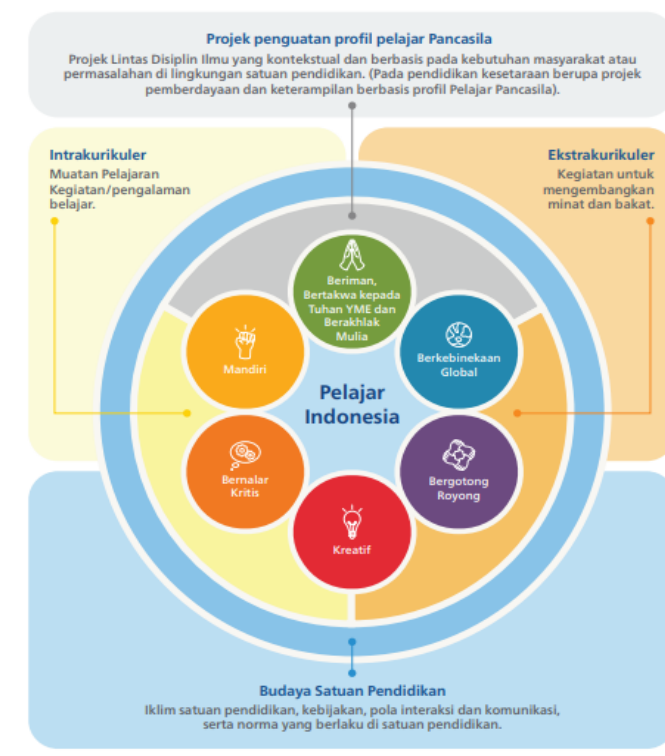 Projek penguatan profil pelajar Pancasila
Projek Lintas Disiplin Ilmu yang kontekstual dan berbasis pada kebutuhan masyarakat atau
permasalahan di lingkungan satuan pendidikan. (Pada pendidikan kesetaraan berupa projek
pemberdayaan dan keterampilan berbasis profil Pelajar Pancasila).
Intrakurikuler
Muatan Pelajaran
Kegiatan/pengalaman
belajar.
Ekstrakurikuler
Kegiatan untuk
mengembangkan
minat dan bakat.
Beriman,
Bertakwa kepada
Tuhan YME dan
Berakhlak
Mulia
Mandiri
Berkebinekaan
Global
Pelajar
Indonesia
Bernalar
Kritis
Bergotong
Royong
Kreatif
Budaya Satuan Pendidikan
Iklim satuan pendidikan, kebijakan, pola interaksi dan komunikasi,
serta norma yang berlaku di satuan pendidikan.